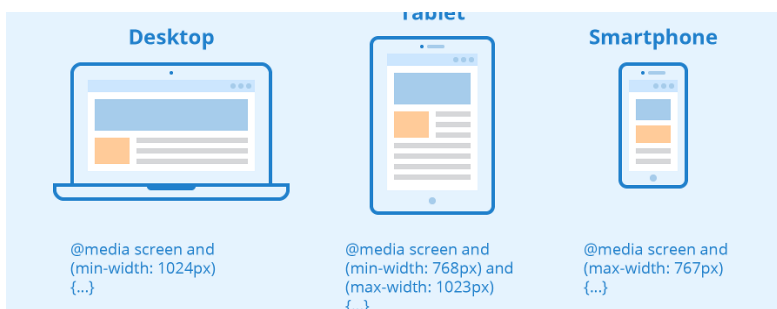 Desktop
Tablet
Smartphone
@media screen and
(min-width: 1024px)
{...}
@media screen and
(min-width: 768px) and
(max-width: 1023px)
{...}
@media screen and
(max-width: 767px)
{...}